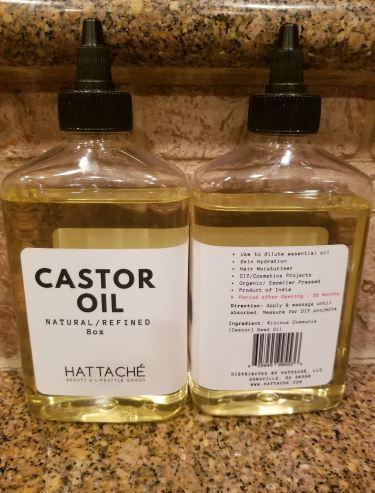 CASTOR
OIL
NATURAL/REFINED
8oz
HATTACHÉ
BEAUTY & LIFESTYLE GOODS
• Use to dilute essential oil
• Skin Hydration
• Hair Moisturizer
• DIY/Cosmetics Projects
• Organic/ Expeller Pressed
• Product of India
• Period after Opening - Months
Direction: Apply & massage until
absorbed. Measure for DIY projects
Ingredient: Ricinus Communis
(Castor) Seed Oil
DISTRIBUTED BY HATTACHÉ, LLC
WWW.HATTACHE.COM